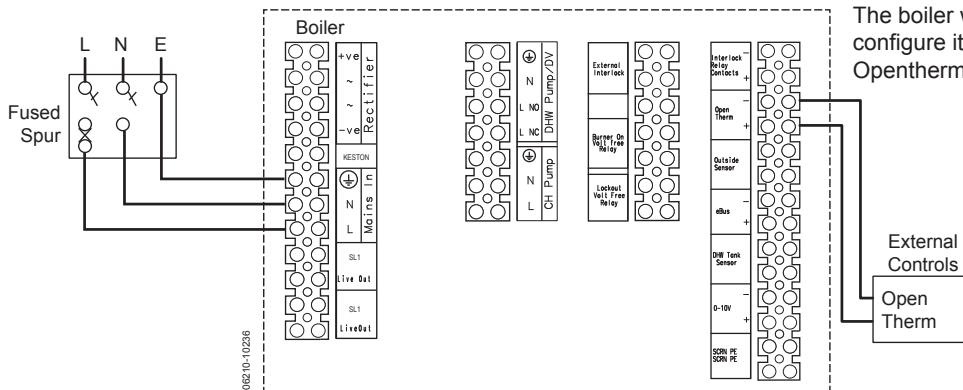 The boiler w
configure it
Opentherm
Boiler
L N E
Fused
Spur
+ve
~
~
-ve
Rectifier
KESTON
N
L
Mains In
SL1
Live Out
SL1
LiveOut
N
L NO
L NC
DHW Pump/DV
N
L
CH Pump
External
Interlock
Burner On
Volt Free
Relay
Lockout
Volt Free
Relay
Interlock -
Relay
Contacts +
Open -
Therm +
Outside
Sensor
eBus -
+
DHW Tank
Sensor
0-10V -
+
SCRN PE
SCRN PE
External
Controls
Open
Therm
06210-10236